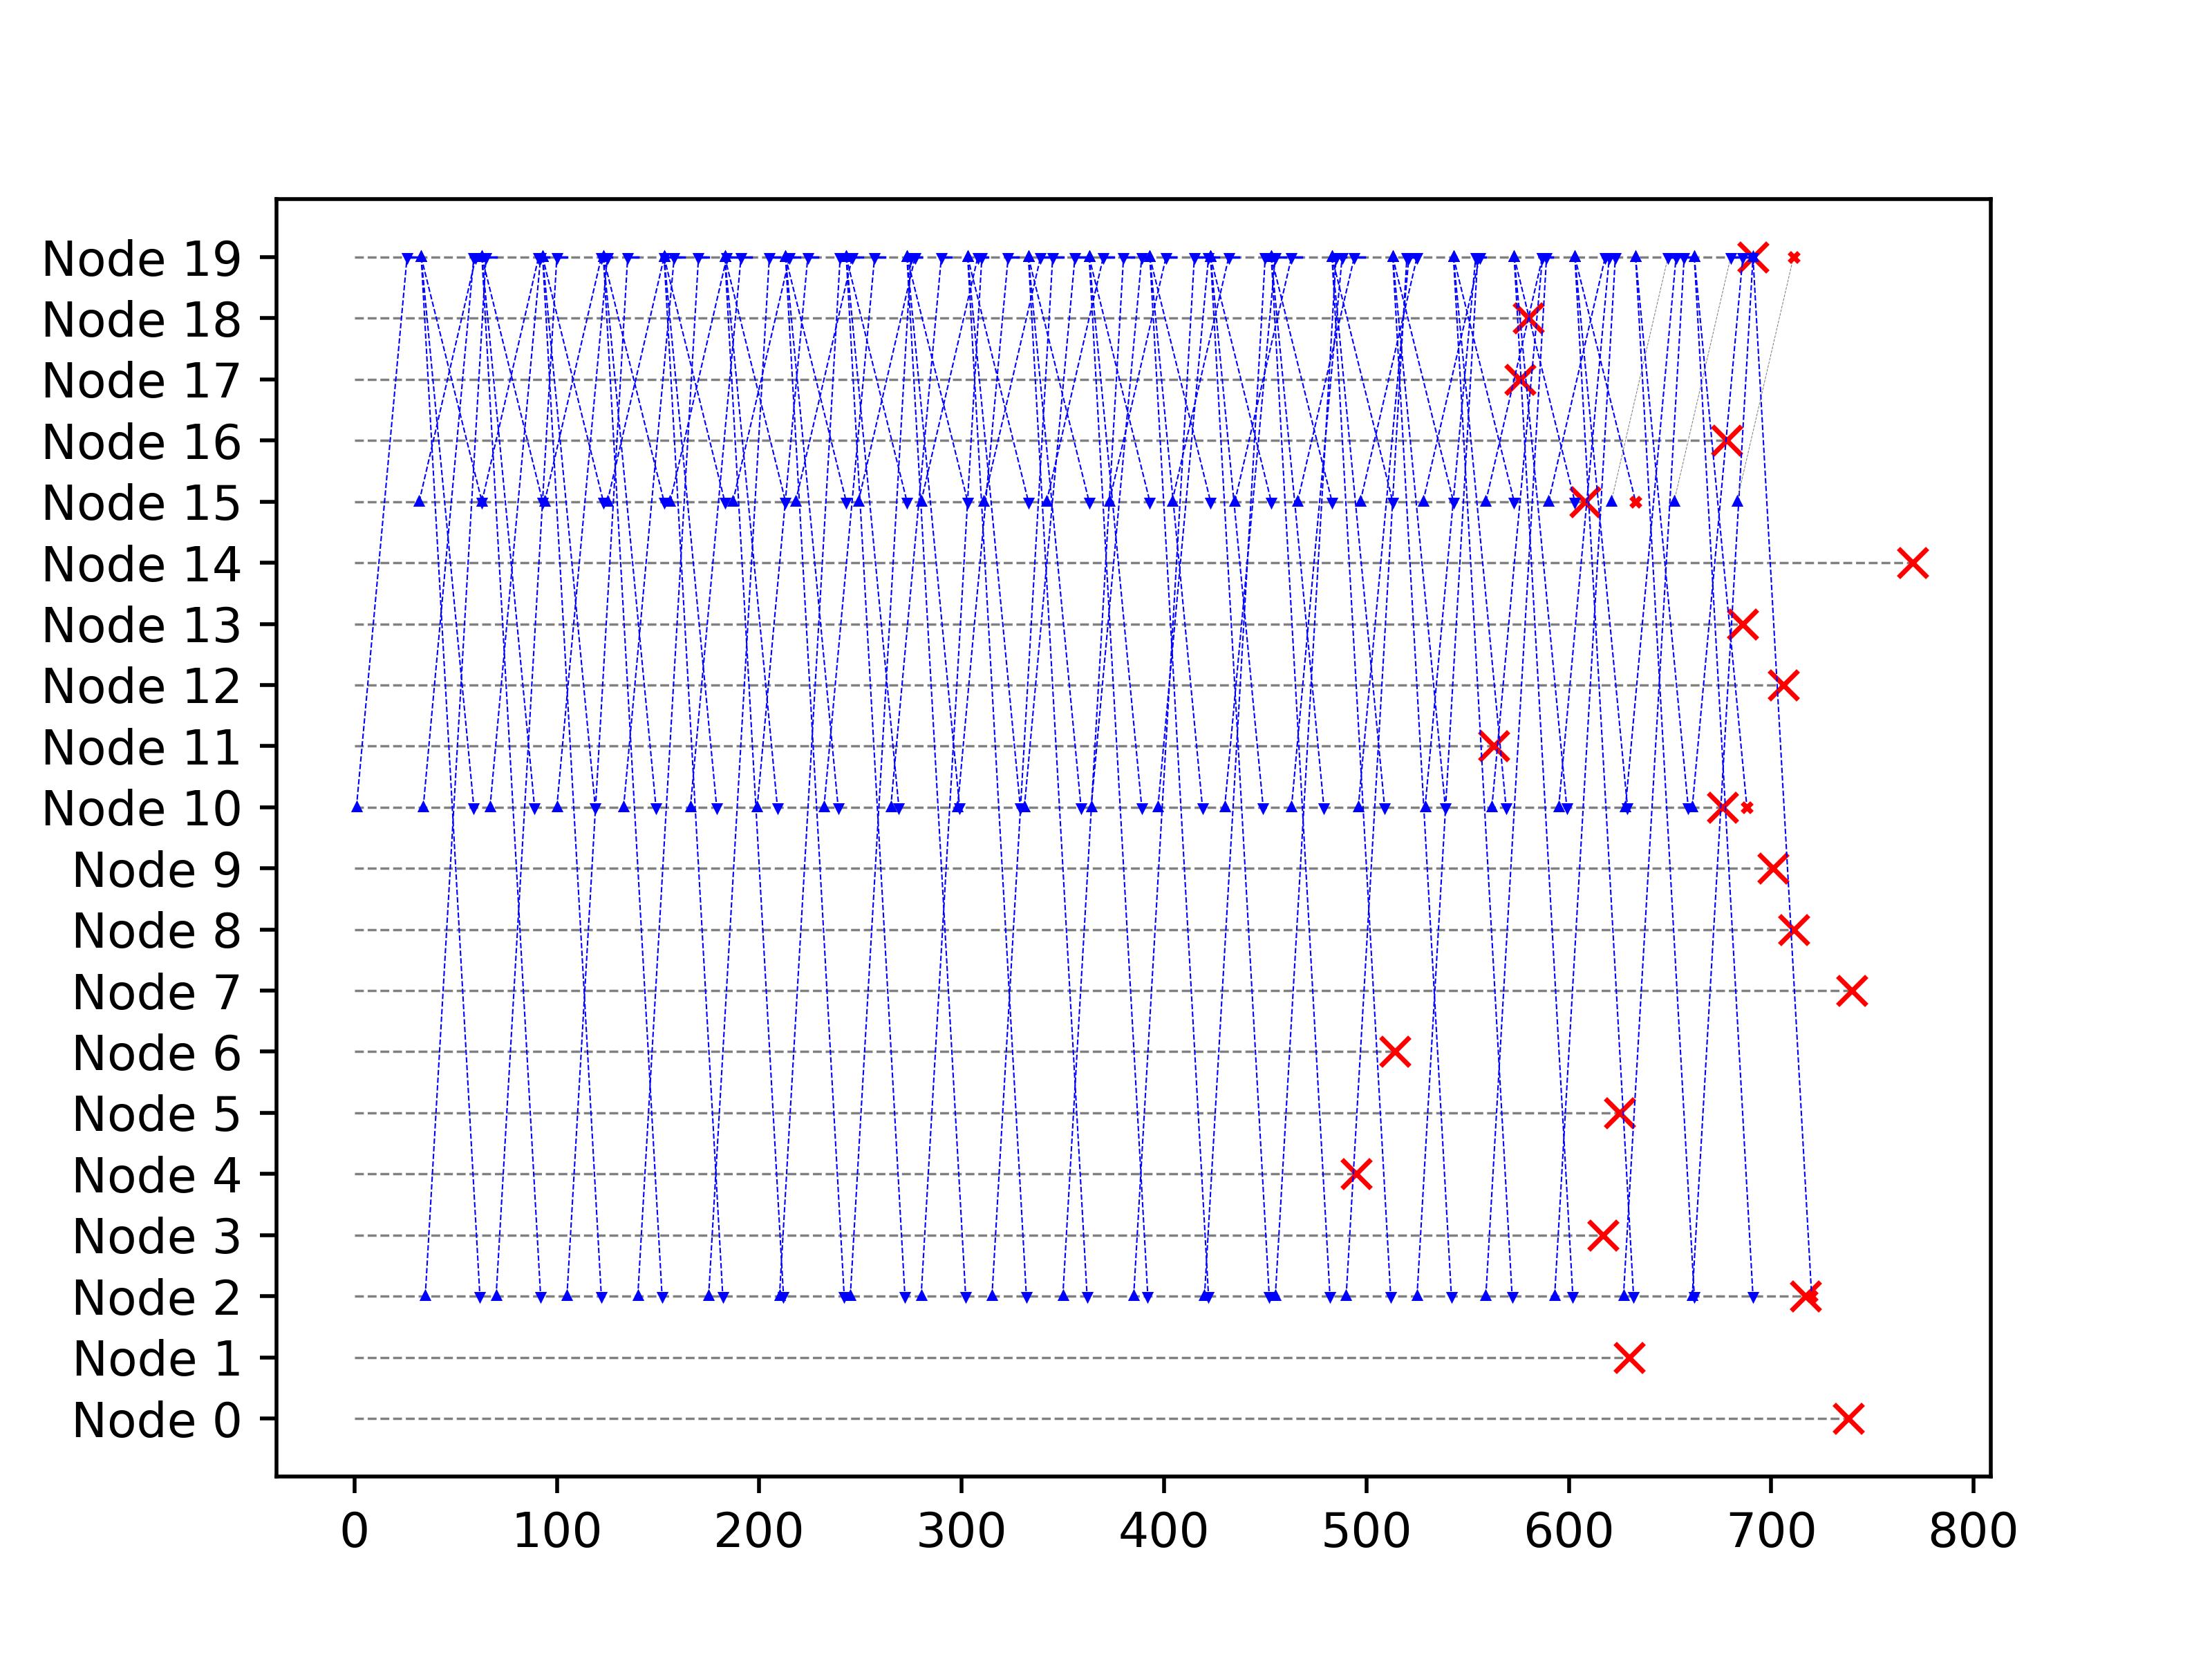 Node 19
Node 18
Node 17
Node 16
Node 15
Node 14
Node 13
Node 12
Node 11
Node 10
Node 9
Node 8
Node 7
Node 6
Node 5
Node 4
Node 3
Node 2
Node 1
Node 0
0 100 200 300 400 500 600 700 800